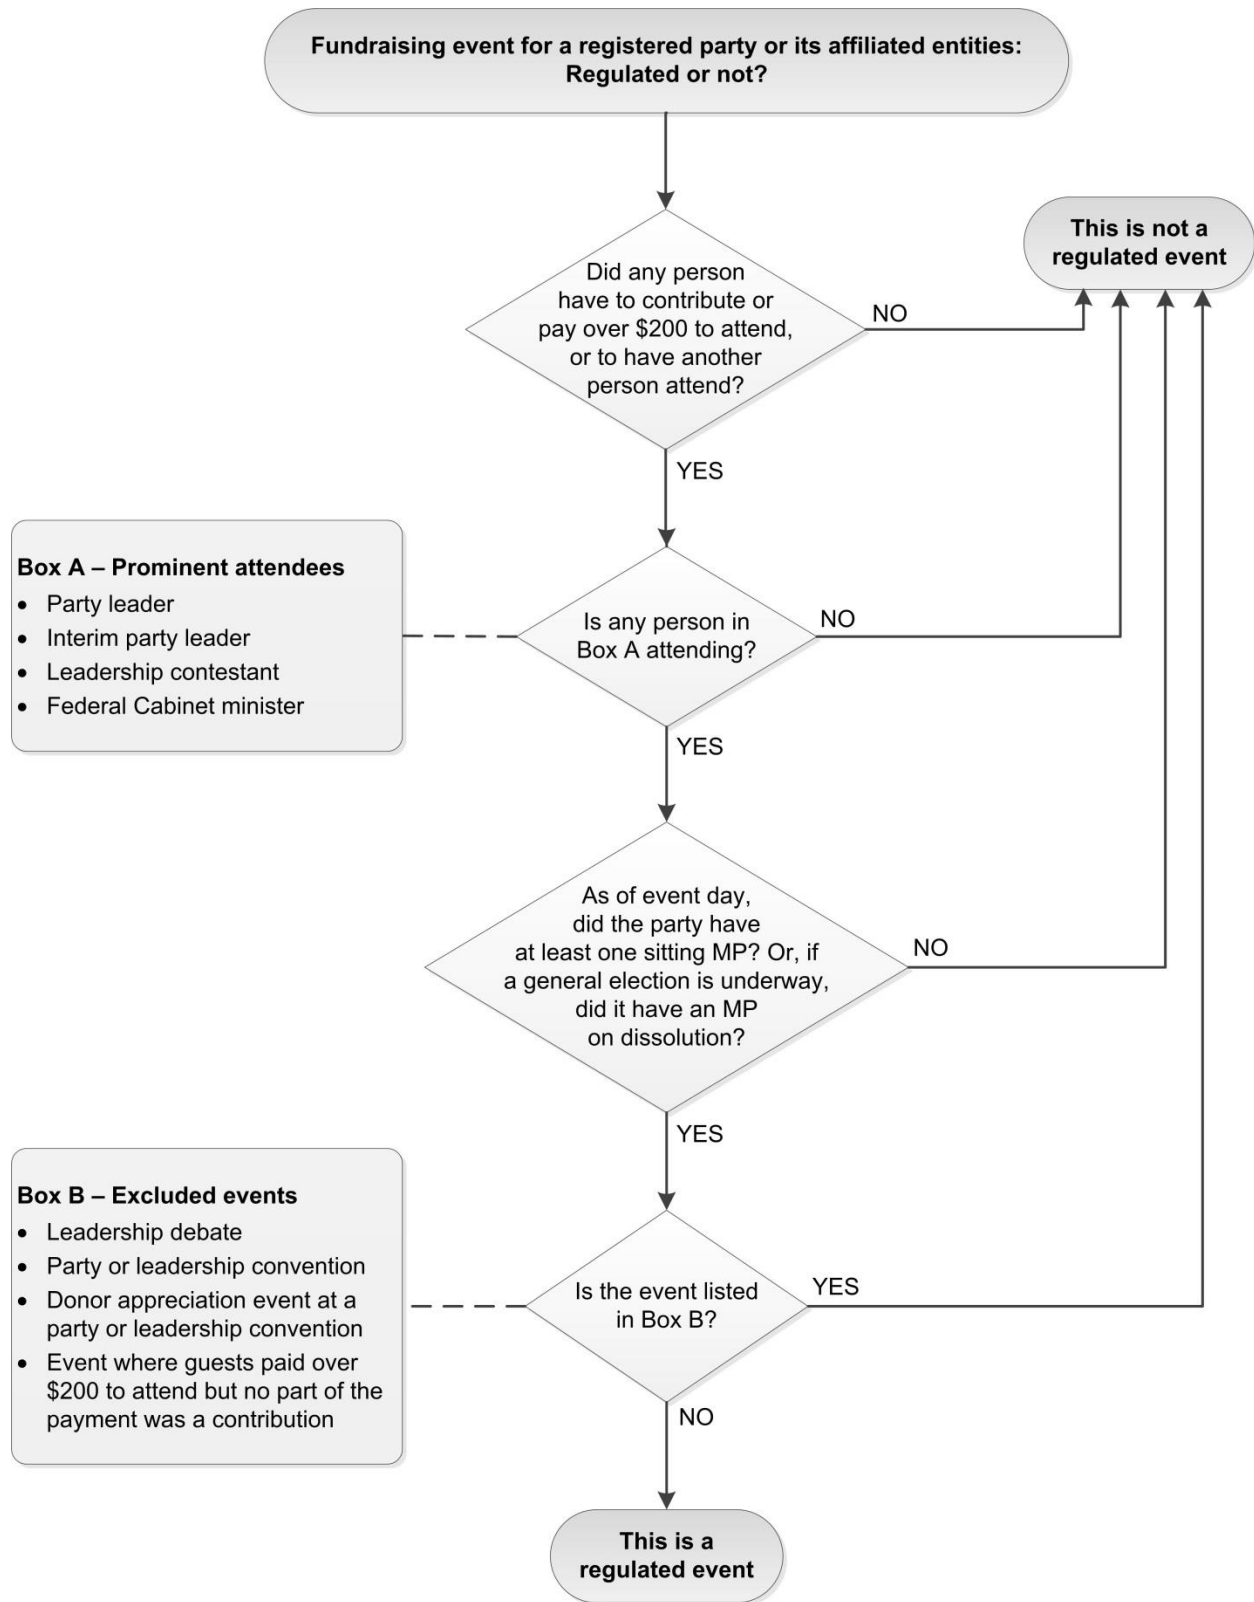 Fundraising event for a registered party or its affiliated entities:
Regulated or not?
This is not a
regulated event
Did any person
have to contribute or
pay over $200 to attend,
or to have another
person attend?
NO
YES
Box A – Prominent attendees
• Party leader
• Interim party leader
• Leadership contestant
• Federal Cabinet minister
Is any person in
Box A attending?
NO
YES
As of event day,
did the party have
at least one sitting MP? Or, if
a general election is underway,
did it have an MP
on dissolution?
NO
YES
Box B – Excluded events
• Leadership debate
• Party or leadership convention
• Donor appreciation event at a
party or leadership convention
• Event where guests paid over
$200 to attend but no part of the
payment was a contribution
Is the event listed
in Box B?
YES
NO
This is a
regulated event